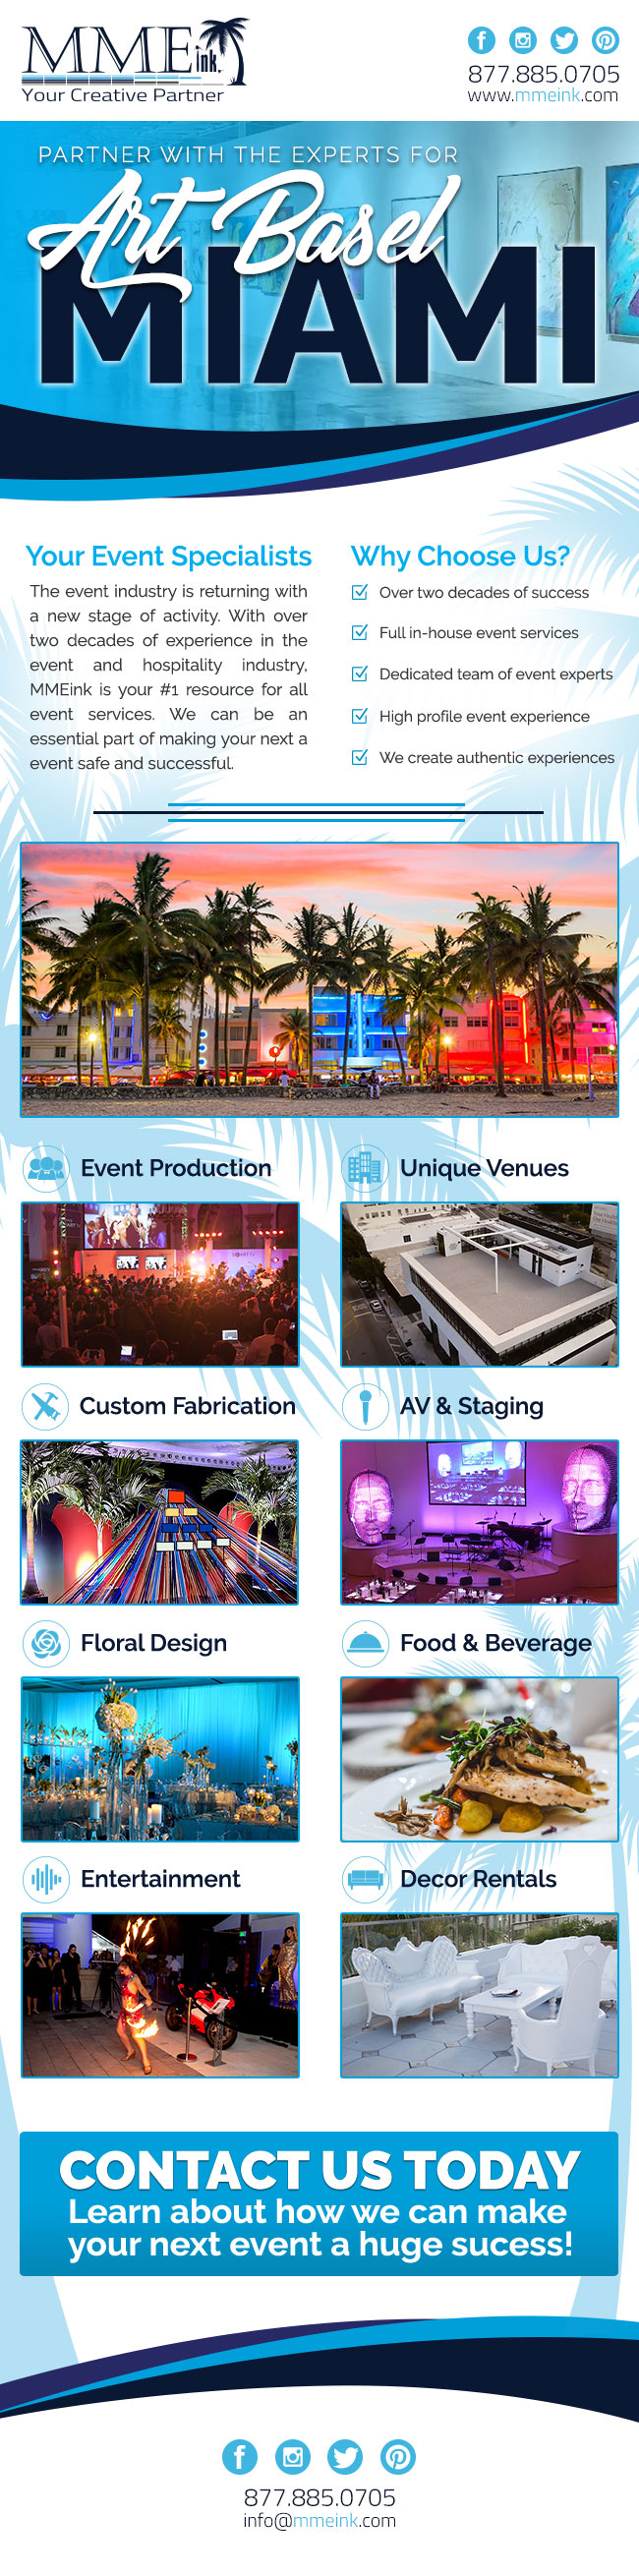 MMEink
Your Creative Partner
877.885.0705
www.mmeink.com
PARTNER WITH THE EXPERTS FOR
Art Basel
MIAMI
Your Event Specialists
The event industry is returning with
a new stage of activity. With over
two decades of experience in the
event and hospitality industry,
MMEink is your #1 resource for all
event services. We can be an
essential part of making your next a
event safe and successful.
Why Choose Us?
Over two decades of success
Full in-house event services
Dedicated team of event experts
High profile event experience
We create authentic experiences
Event Production
Unique Venues
Custom Fabrication
AV & Staging
Floral Design
Food & Beverage
Entertainment
Decor Rentals
CONTACT US TODAY
Learn about how we can make
your next event a huge sucess!
877.885.0705
info@mmeink.com